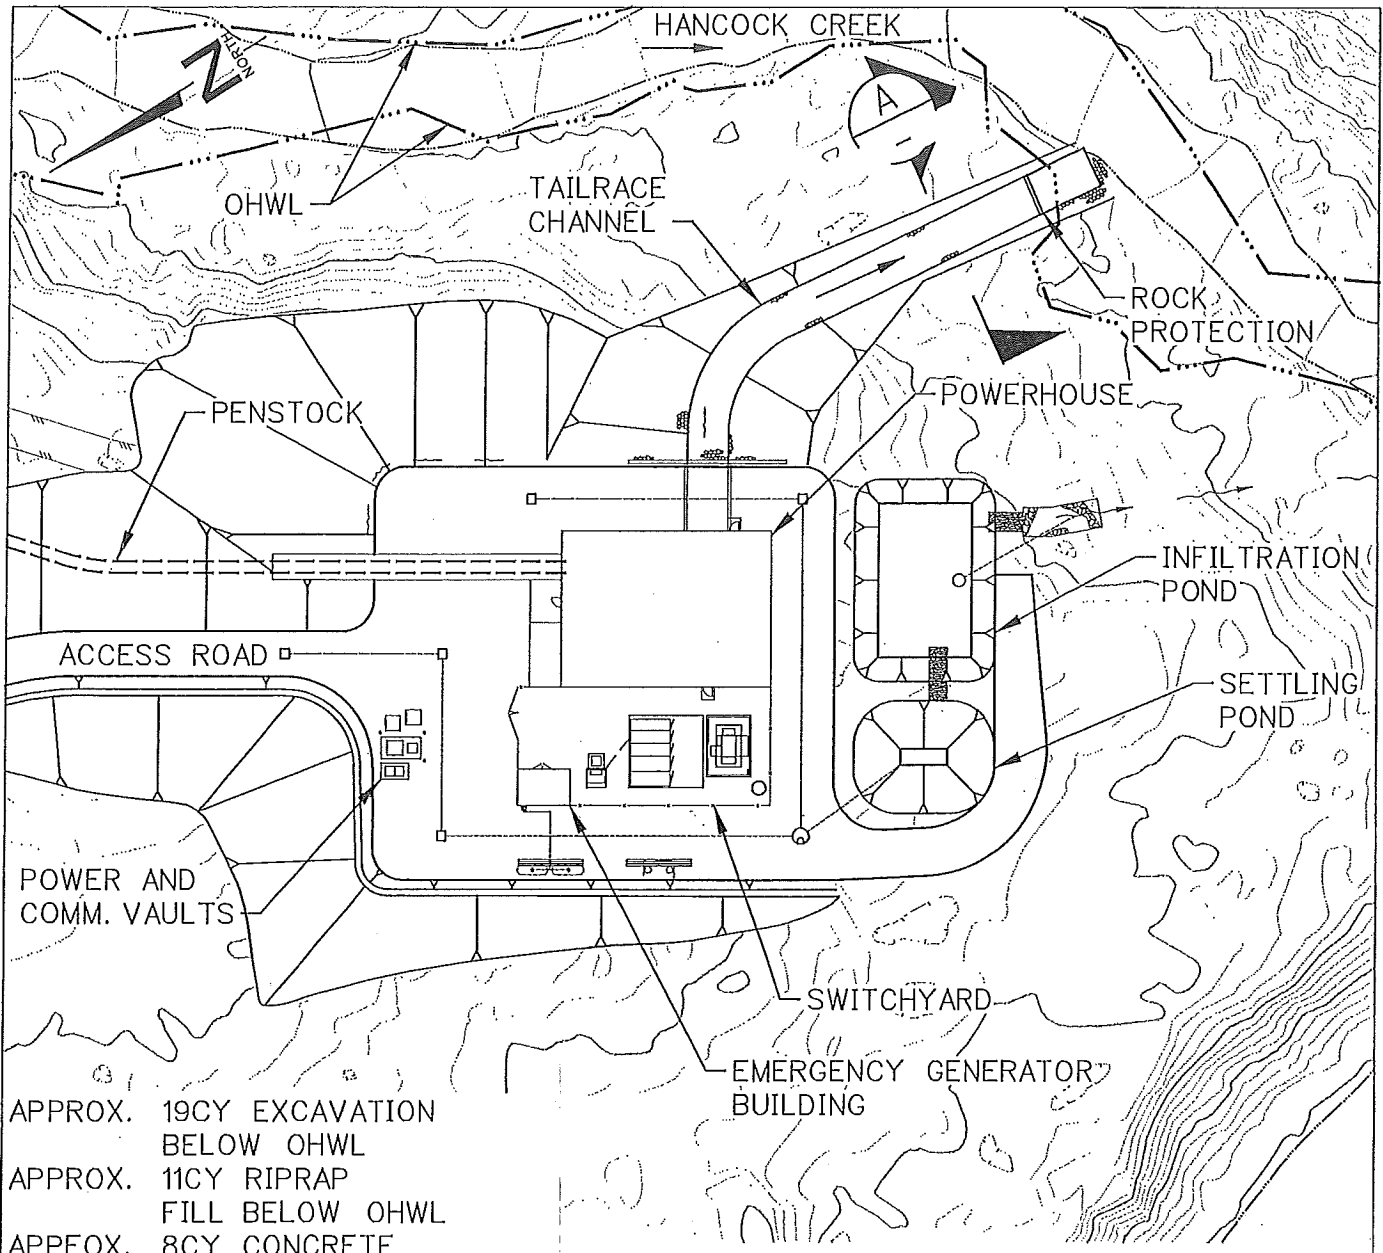 HANCOCK CREEK
NORTH
A
OHWL
TAILRACE
CHANNEL
ROCK
PROTECTION
PENSTOCK
POWERHOUSE
INFILTRATION
POND
ACCESS ROAD
SETTLING
POND
POWER AND
COMM. VAULTS
SWITCHYARD
EMERGENCY GENERATOR
BUILDING
APPROX. 19CY EXCAVATION
BELOW OHWL
APPROX. 11CY RIPRAP
FILL BELOW OHWL
APPEOX. 8CY CONCRETE